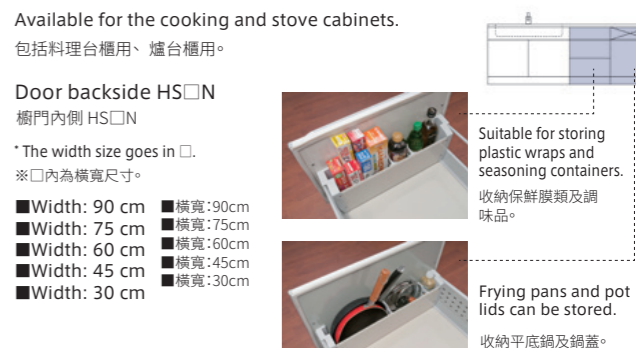 Available for the cooking and stove cabinets.
包括料理台櫃用、爐台櫃用。
Door backside HS□N
櫥門內側 HS□N
* The width size goes in □.
※□內為橫寬尺寸。
■Width: 90 cm
■Width: 75 cm
■Width: 60 cm
■Width: 45 cm
■Width: 30 cm
■橫寬：90cm
■橫寬：75cm
■橫寬：60cm
■橫寬：45cm
■橫寬：30cm
Suitable for storing
plastic wraps and
seasoning containers.
收納保鮮膜類及調
味品。
Frying pans and pot
lids can be stored.
收納平底鍋及鍋蓋。